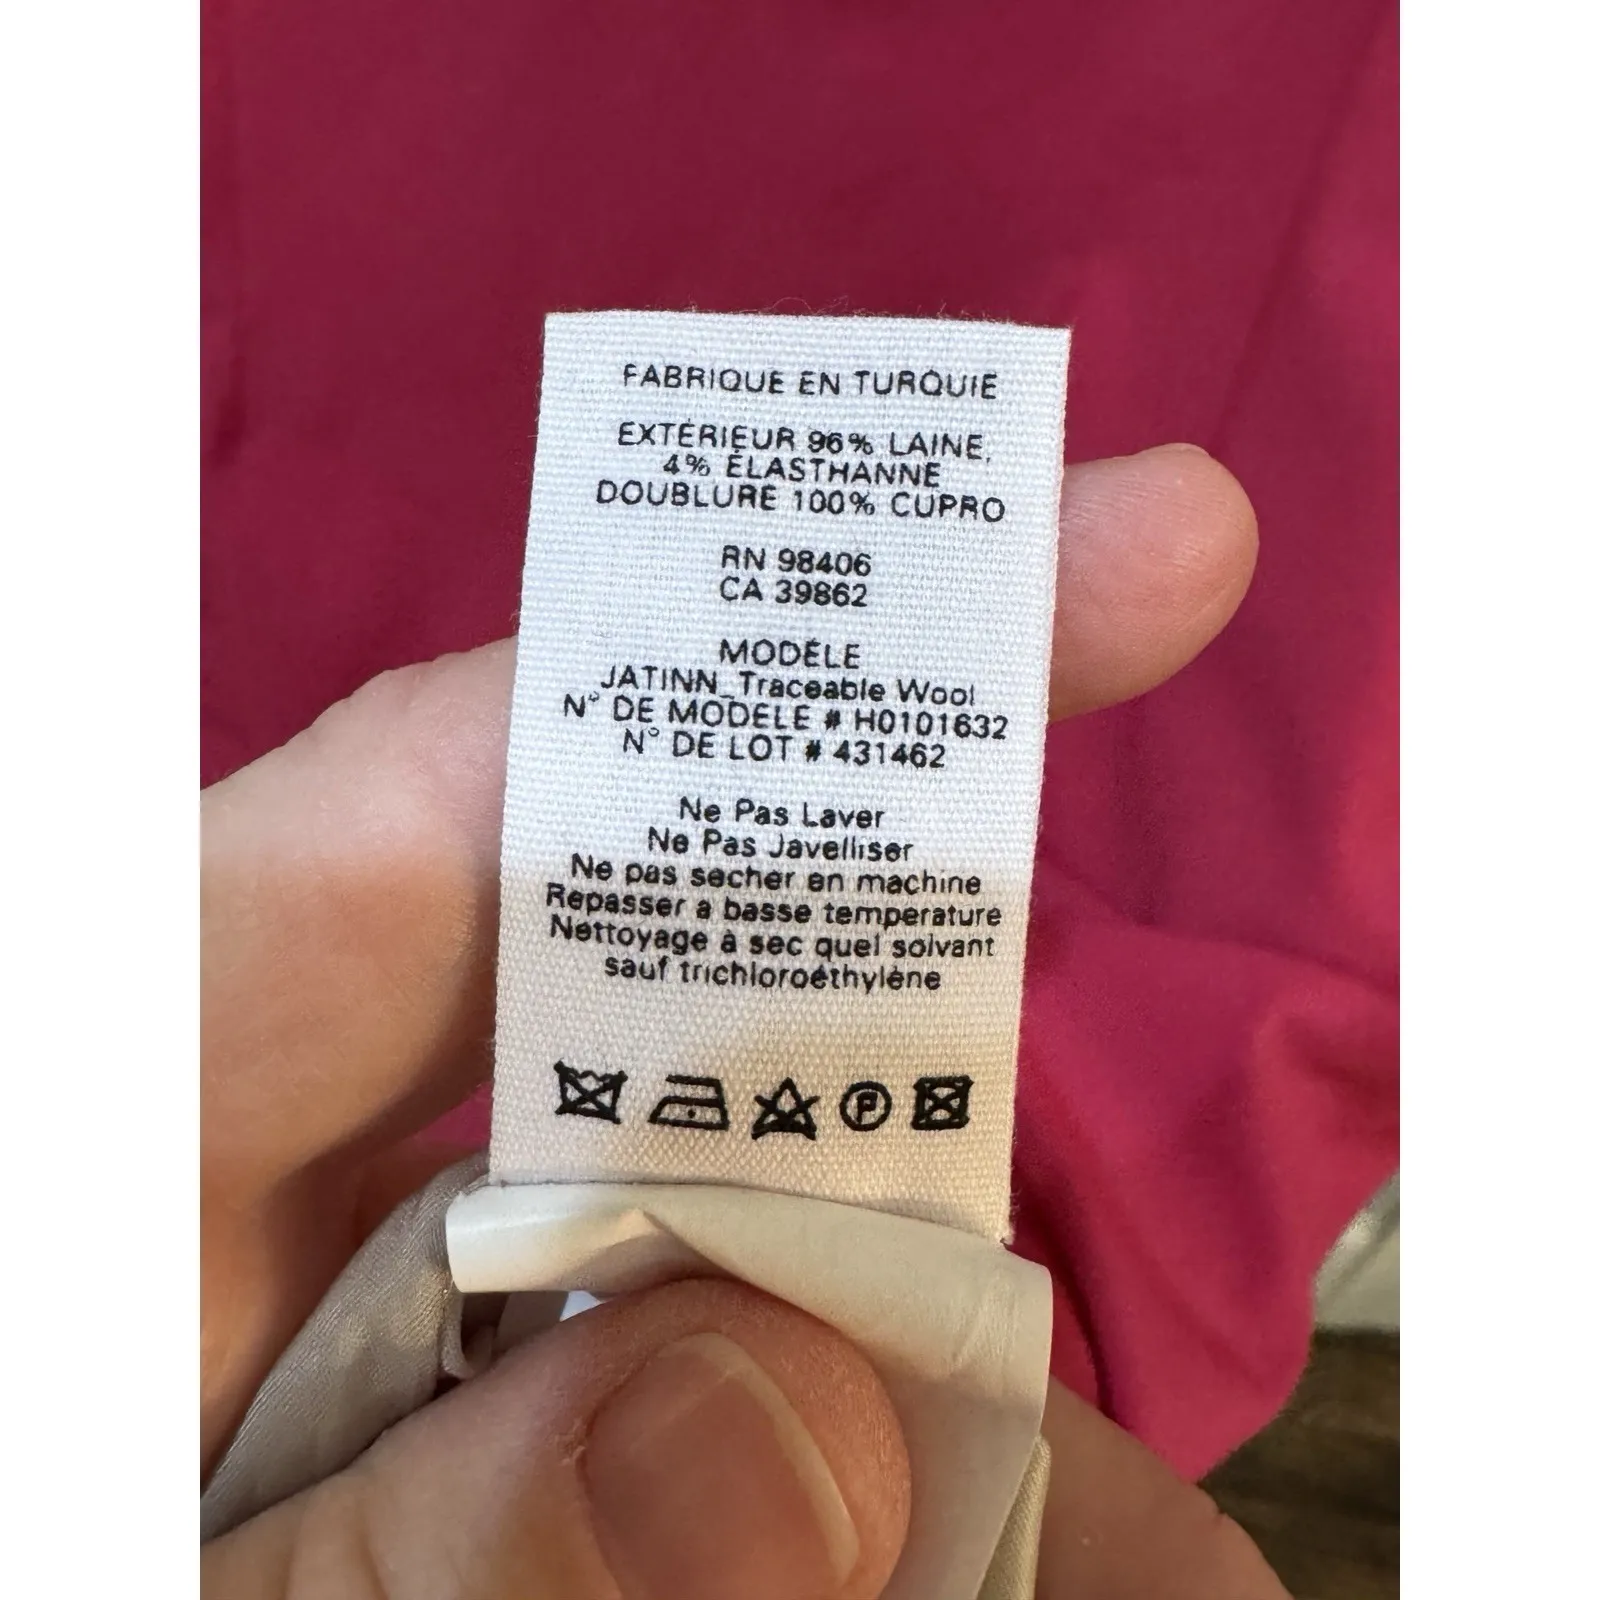 FABRIQUE EN TURQUIE
EXTÉRIEUR 96% LAINE,
4% ÉLASTHANNE
DOUBLURE 100% CUPRO
RN 98406
CA 39862
MODÈLE
JATINN_Traceable Wool
N° DE MODELE # H0101632
N° DE LOT # 431462
Ne Pas Laver
Ne Pas Javelliser
Ne pas secher en machine
Repasser a basse temperature
Nettoyage à sec quel solvant
sauf trichloroéthylène
P